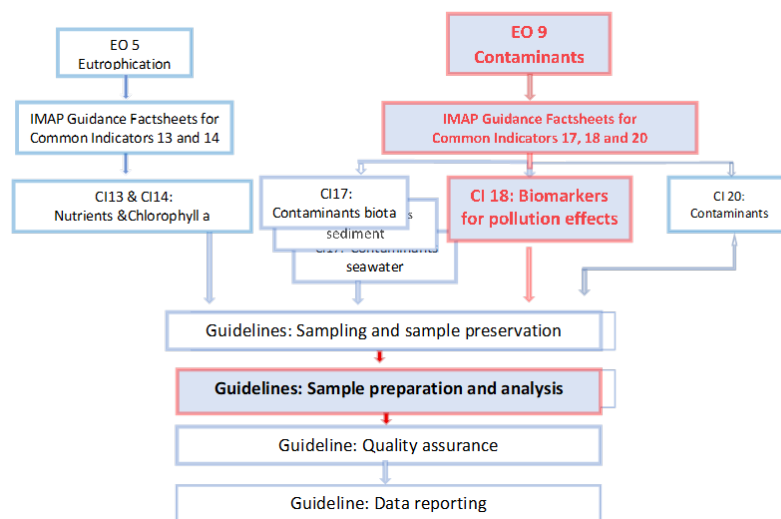 EO 5
Eutrophication
EO 9
Contaminants
IMAP Guidance Factsheets for
Common Indicators 13 and 14
IMAP Guidance Factsheets for
Common Indicators 17, 18 and 20
CI13 & CI14:
Nutrients &Chlorophyll a
CI17:
Contaminants biota
s
sediment
CI17: Contaminants
seawater
CI 18: Biomarkers
for pollution effects
CI 20:
Contaminants
Guidelines: Sampling and sample preservation
Guidelines: Sample preparation and analysis
Guideline: Quality assurance
Guideline: Data reporting